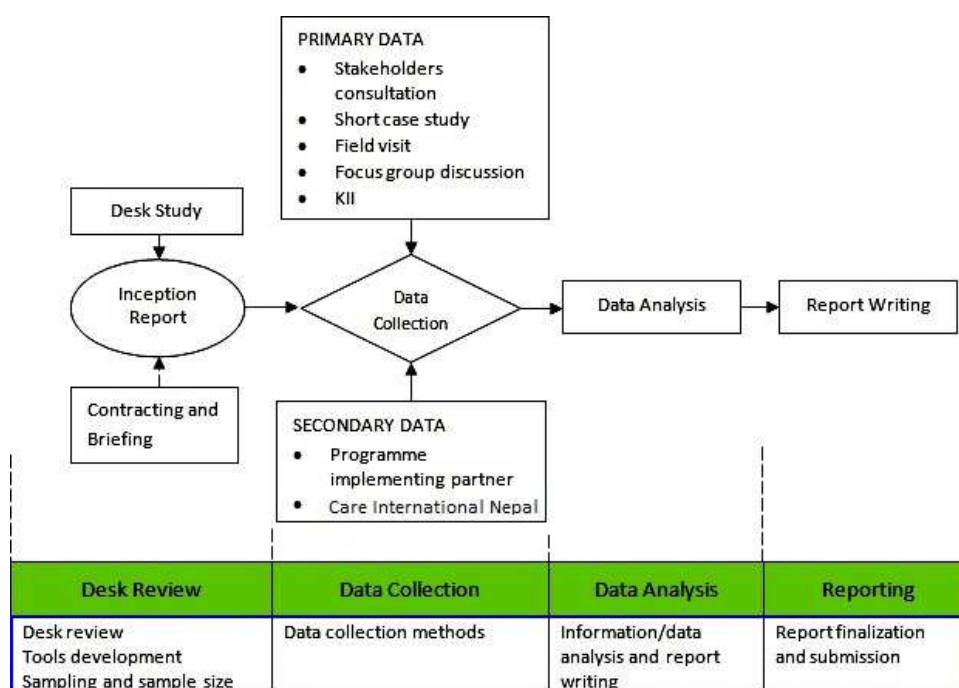 PRIMARY DATA
• Stakeholders
consultation
• Short case study
• Field visit
• Focus group discussion
• KII
Desk Study
Inception
Report
Data
Collection
Data Analysis
Report Writing
Contracting and
Briefing
SECONDARY DATA
• Programme
implementing partner
• Care International Nepal
Desk Review
Data Collection
Data Analysis
Reporting
Desk review
Tools development
Sampling and sample size
Data collection methods
Information/data
analysis and report
writing
Report finalization
and submission